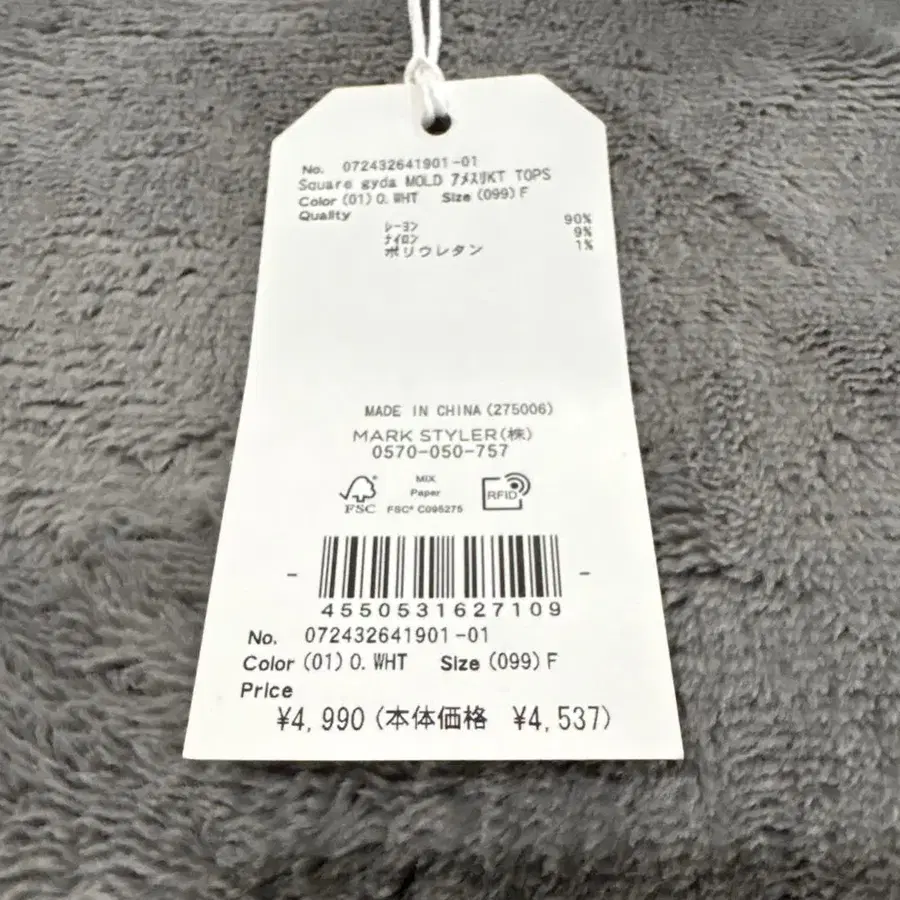 No. 072432641901-01
Square gyda MOLD アメスリKT TOPS
Color (01) O. WHT Size (099) F
Quality
レーヨン 90%
ナイロン 9%
ポリウレタン 1%
MADE IN CHINA (275006)
MARK STYLER(株)
0570-050-757
FSC
MIX
Paper
FSC® C095275
RFID
4550531627109
No. 072432641901-01
Color (01) O. WHT Size (099) F
Price
¥4,990 (本体価格 ¥4,537)